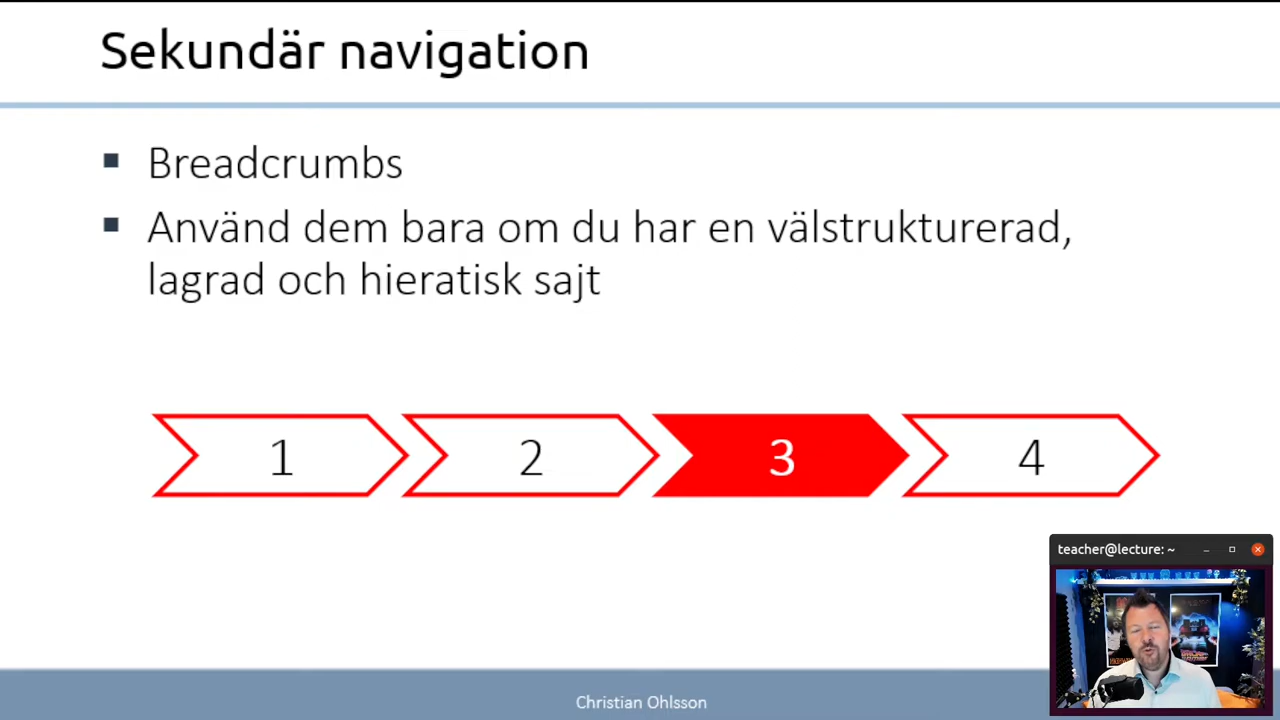 Sekundär navigation
Breadcrumbs
Använd dem bara om du har en välstrukturerad,
lagrad och hieratisk sajt
1
2
3
4
teacher@lecture: ~
Christian Ohlsson